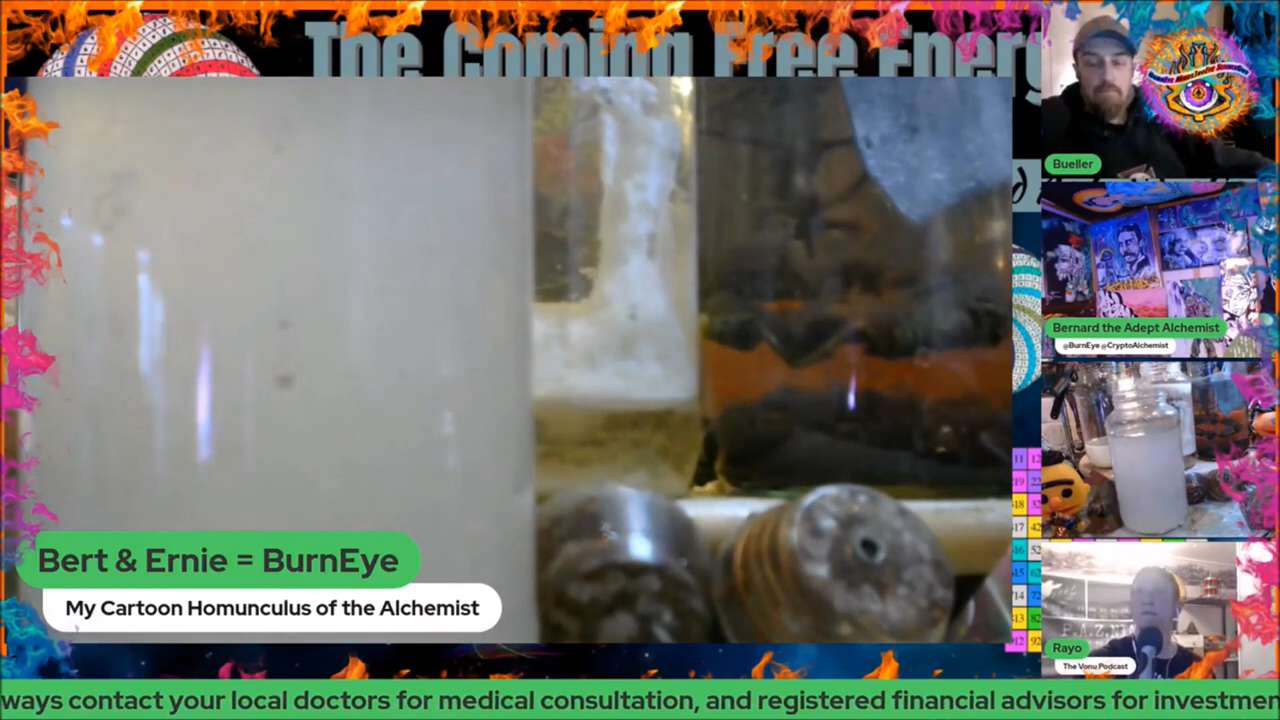 The Coming Free Energ
Bueller
Bernard the Adept Alchemist
@BurnEye @CryptoAlchemist
Bert & Ernie = BurnEye
My Cartoon Homunculus of the Alchemist
P.A.Z.N
Rayo
The Vonu Podcast
ways contact your local doctors for medical consultation, and registered financial advisors for investmen